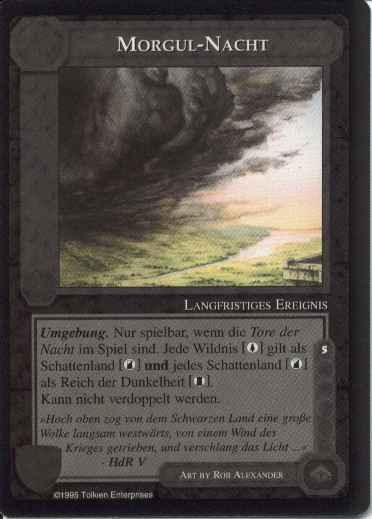 MORGUL-NACHT
LANGFRISTIGES EREIGNIS
Umgebung. Nur spielbar, wenn die Tore der
Nacht im Spiel sind. Jede Wildnis [ ] gilt als
Schattenland [ ] und jedes Schattenland [ ]
als Reich der Dunkelheit [ ].
Kann nicht verdoppelt werden.
5
»Hoch oben zog von dem Schwarzen Land eine große
Wolke langsam westwärts, von einem Wind des
Krieges getrieben, und verschlang das Licht ...«
- HdR V
ART BY ROB ALEXANDER
©1995 Tolkien Enterprises